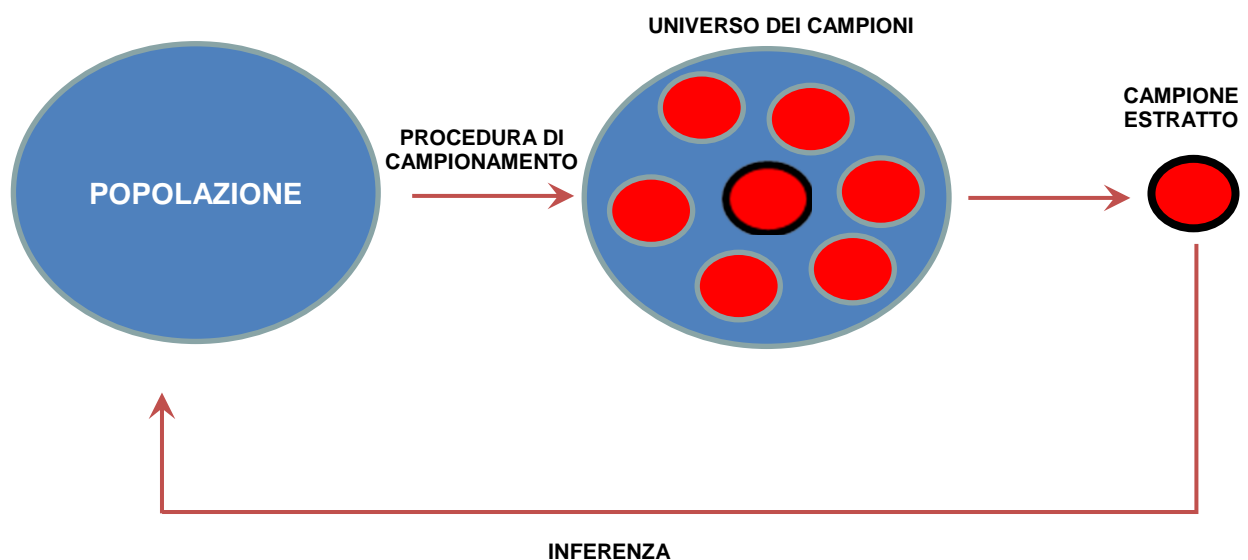 UNIVERSO DEI CAMPIONI
POPOLAZIONE
PROCEDURA DI
CAMPIONAMENTO
CAMPIONE
ESTRATTO
INFERENZA